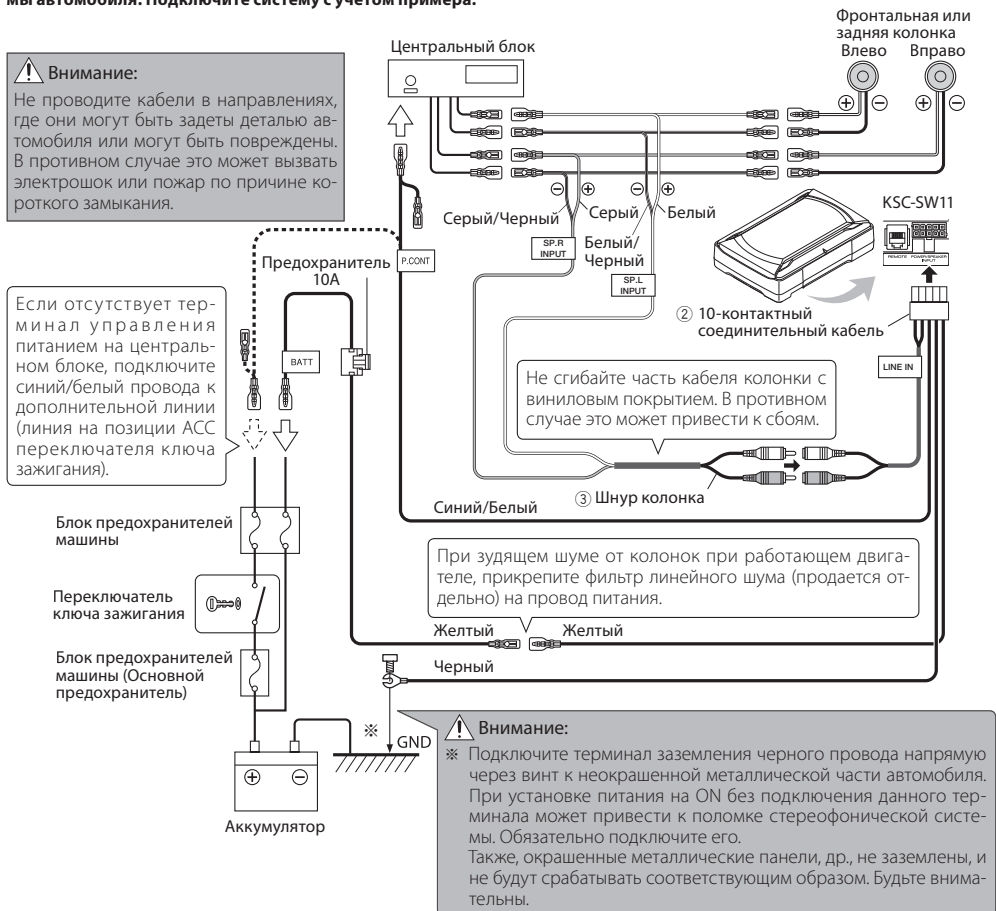 мы автомобиля. Подключите систему с учетом примера.
Фронтальная или
задняя колонка
Влево Вправо
Центральный блок
Внимание:
Не проводите кабели в направлениях,
где они могут быть задеты деталью ав-
томобиля или могут быть повреждены.
В противном случае это может вызвать
электрошок или пожар по причине ко-
роткого замыкания.
⊕ ⊖ ⊕ ⊖
⊖ ⊕ ⊖ ⊕
Серый/Черный
Серый
Белый/
Черный
Белый
SP.R
INPUT
SP.L
INPUT
KSC-SW11
REMOTE POWER/SPEAKER
INPUT
P.CONT
Предохранитель
10A
② 10-контактный
соединительный кабель
Если отсутствует тер-
минал управления
питанием на централь-
ном блоке, подключите
синий/белый провода к
дополнительной линии
(линия на позиции ACC
переключателя ключа
зажигания).
BATT
LINE IN
Не сгибайте часть кабеля колонки с
виниловым покрытием. В противном
случае это может привести к сбоям.
③ Шнур колонка
Синий/Белый
Блок предохранителей
машины
При зудящем шуме от колонок при работающем двига-
теле, прикрепите фильтр линейного шума (продается от-
дельно) на провод питания.
Переключатель
ключа зажигания
Желтый Желтый
Блок предохранителей
машины (Основной
предохранитель)
Черный
※ GND
⊕ ⊖
Аккумулятор
Внимание:
※ Подключите терминал заземления черного провода напрямую
через винт к неокрашенной металлической части автомобиля.
При установке питания на ON без подключения данного тер-
минала может привести к поломке стереофонической систе-
мы. Обязательно подключите его.
Также, окрашенные металлические панели, др., не заземлены, и
не будут срабатывать соответствующим образом. Будьте внима-
тельны.